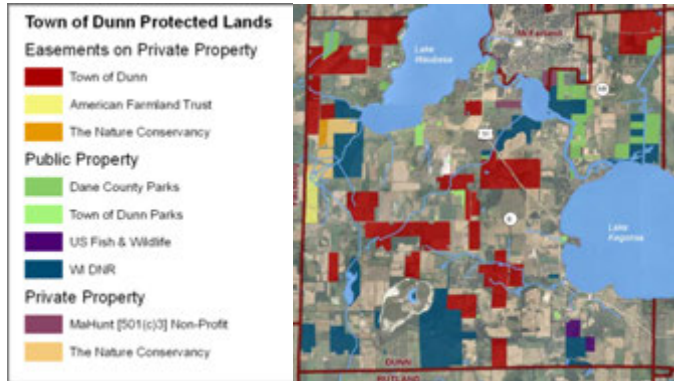 Town of Dunn Protected Lands
Easements on Private Property
Town of Dunn
American Farmland Trust
The Nature Conservancy
Public Property
Dane County Parks
Town of Dunn Parks
US Fish & Wildlife
WI DNR
Private Property
MaHunt [501(c)3] Non-Profit
The Nature Conservancy
McFarland
Lake
Waubesa
Lake
Kegonsa
DUNN
RUTLAND